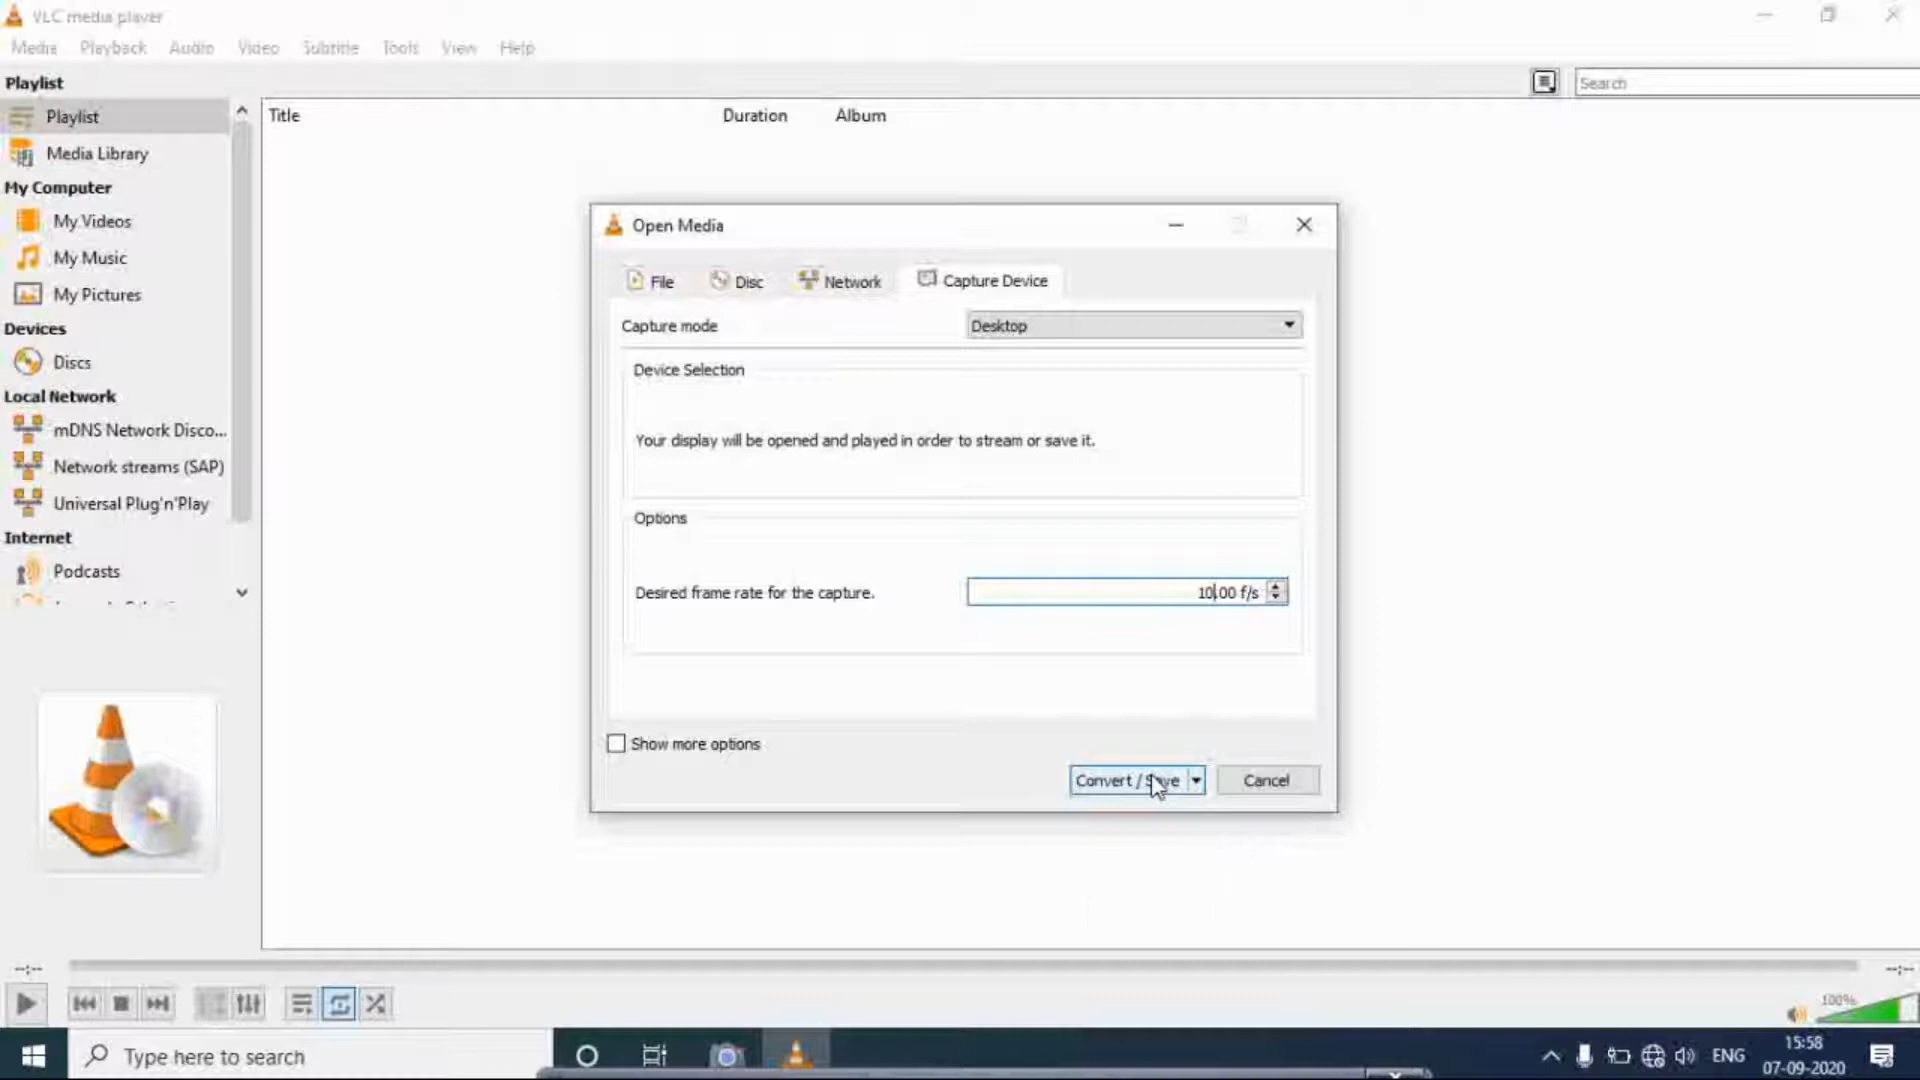 VLC media player
Media Playback Audio Video Subtitle Tools View Help
Playlist
Search
Playlist
Title Duration Album
Media Library
My Computer
My Videos
My Music
My Pictures
Devices
Discs
Local Network
mDNS Network Disco...
Network streams (SAP)
Universal Plug'n'Play
Internet
Podcasts
Open Media
File Disc Network Capture Device
Capture mode Desktop
Device Selection
Your display will be opened and played in order to stream or save it.
Options
Desired frame rate for the capture. 10.00 f/s
Show more options
Convert / Save Cancel
--:-- --:--
100%
Type here to search
ENG
15:58
07-09-2020